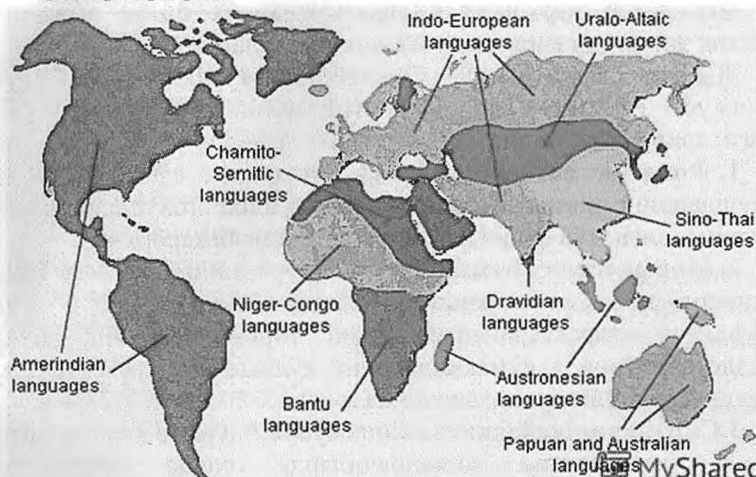 Indo-European
languages
Uralo-Altaic
languages
Chamito-
Semitic
languages
Sino-Thai
languages
Niger-Congo
languages
Dravidian
languages
Amerindian
languages
Bantu
languages
Austronesian
languages
Papuan and Australian
languages
MyShared